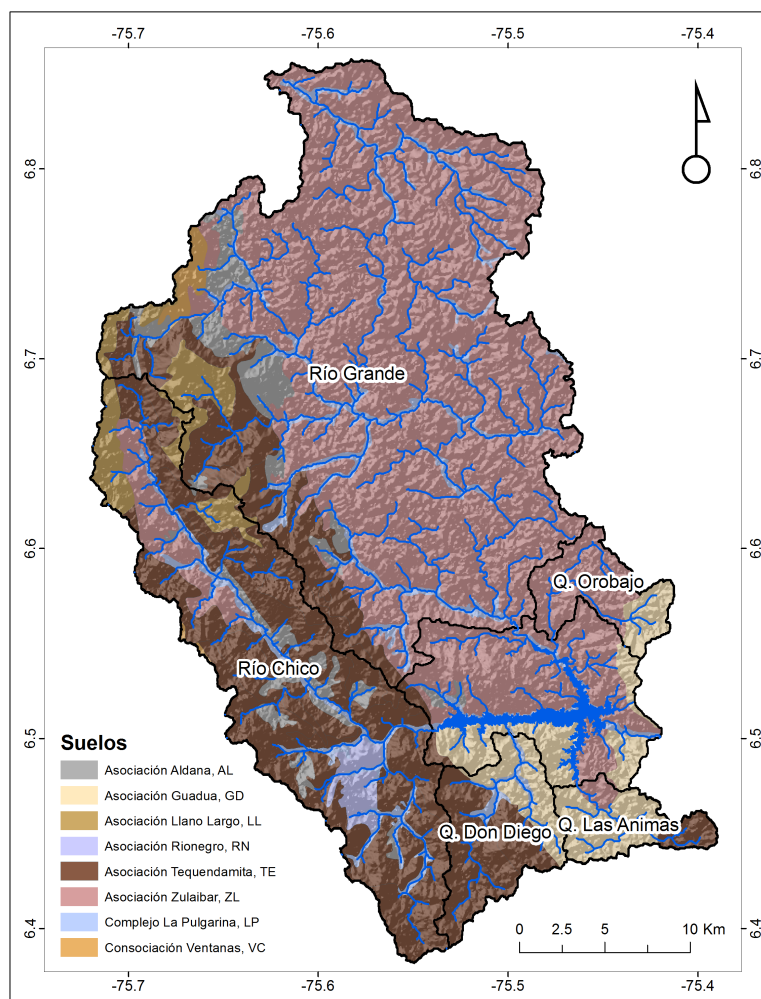 -75.7 -75.6 -75.5 -75.4
6.8 6.8
6.7 6.7
Río Grande
6.6 6.6
Q. Orobajo
Río Chico
6.5 6.5
Suelos
Asociación Aldana, AL
Asociación Guadua, GD
Asociación Llano Largo, LL
Asociación Rionegro, RN
Asociación Tequendamita, TE
Asociación Zulaibar, ZL
Complejo La Pulgarina, LP
Consociación Ventanas, VC
Q. Don Diego
Q. Las Animas
6.4 6.4
0 2.5 5 10 Km
-75.7 -75.6 -75.5 -75.4